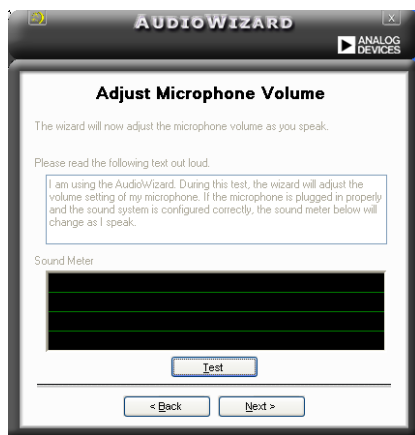 AUDIOWIZARD
X
ANALOG
DEVICES
Adjust Microphone Volume
The wizard will now adjust the microphone volume as you speak.
Please read the following text out loud.
I am using the AudioWizard. During this test, the wizard will adjust the
volume setting of my microphone. If the microphone is plugged in properly
and the sound system is configured correctly, the sound meter below will
change as I speak.
Sound Meter
Test
< Back Next >